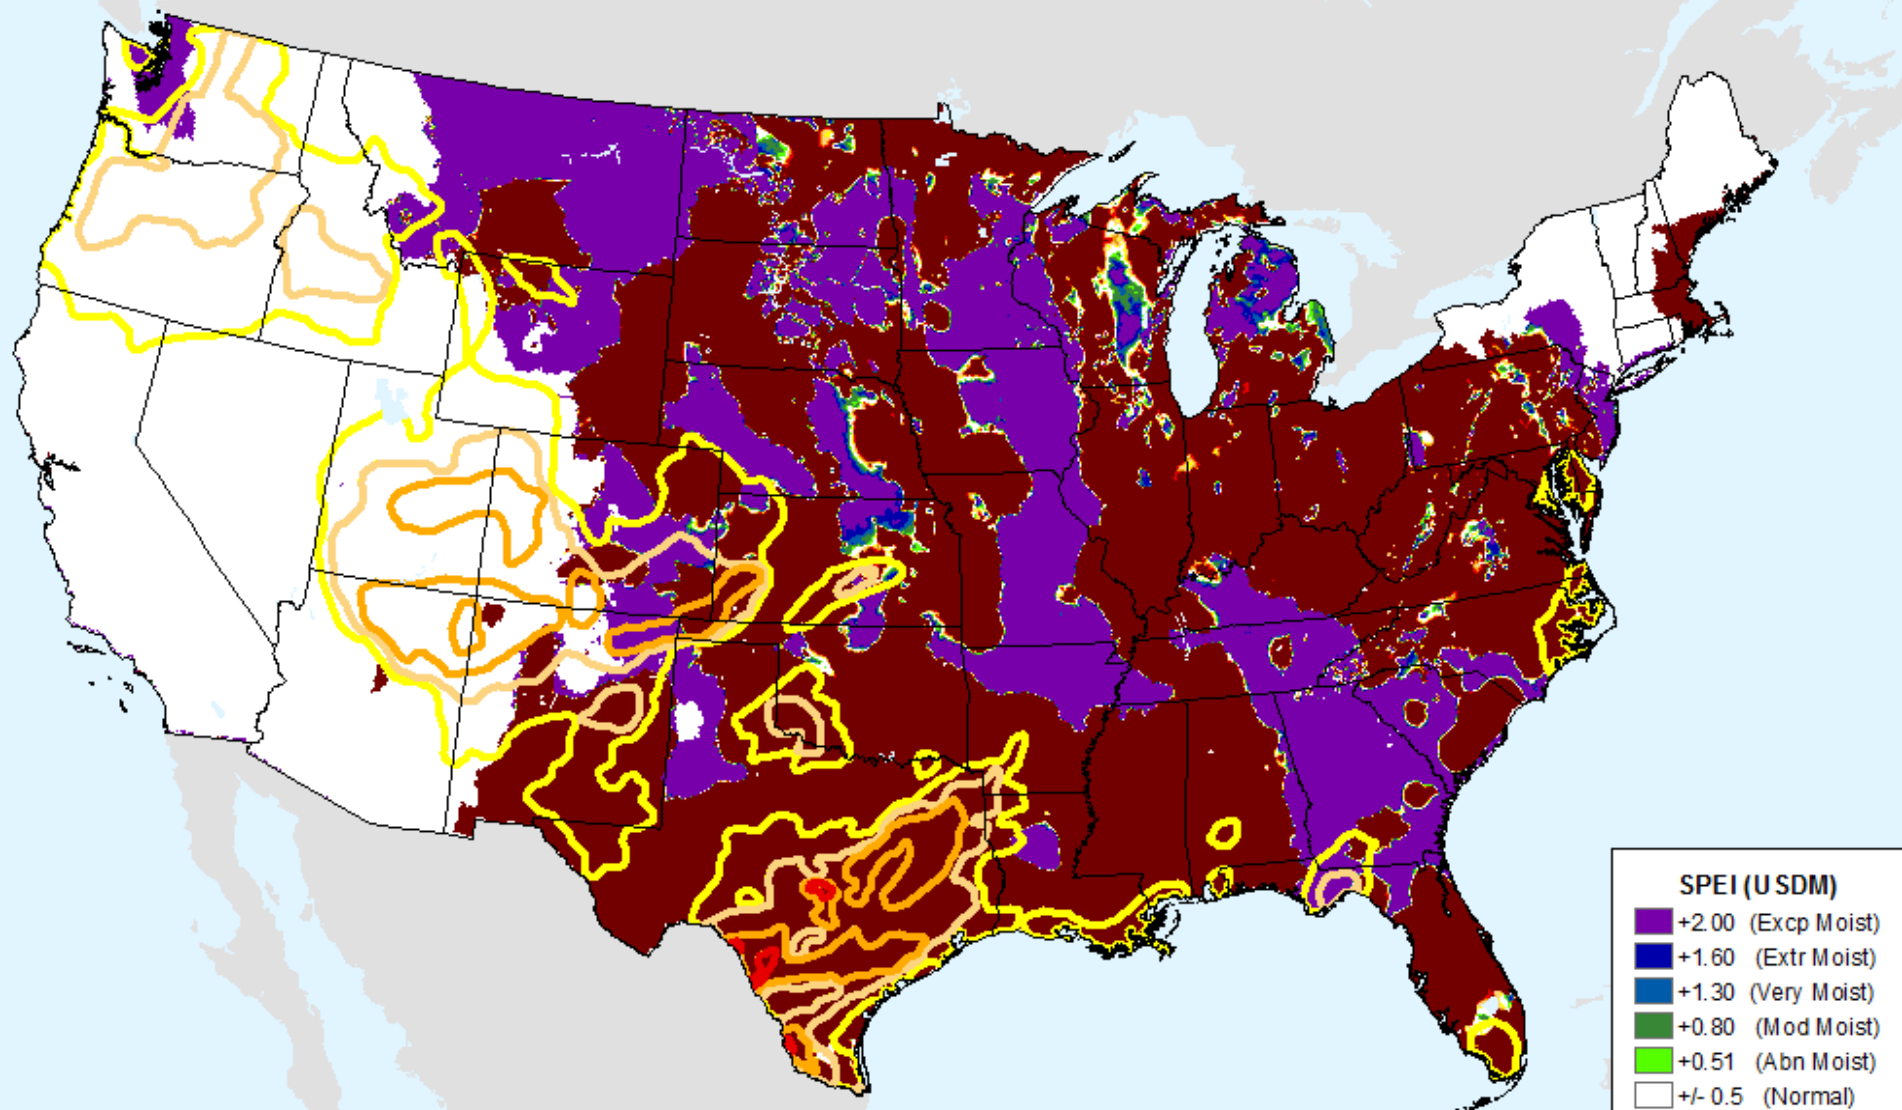 SPEI (USDM)
+2.00 (Excp Moist)
+1.60 (Extr Moist)
+1.30 (Very Moist)
+0.80 (Mod Moist)
+0.51 (Abn Moist)
+/- 0.5 (Normal)